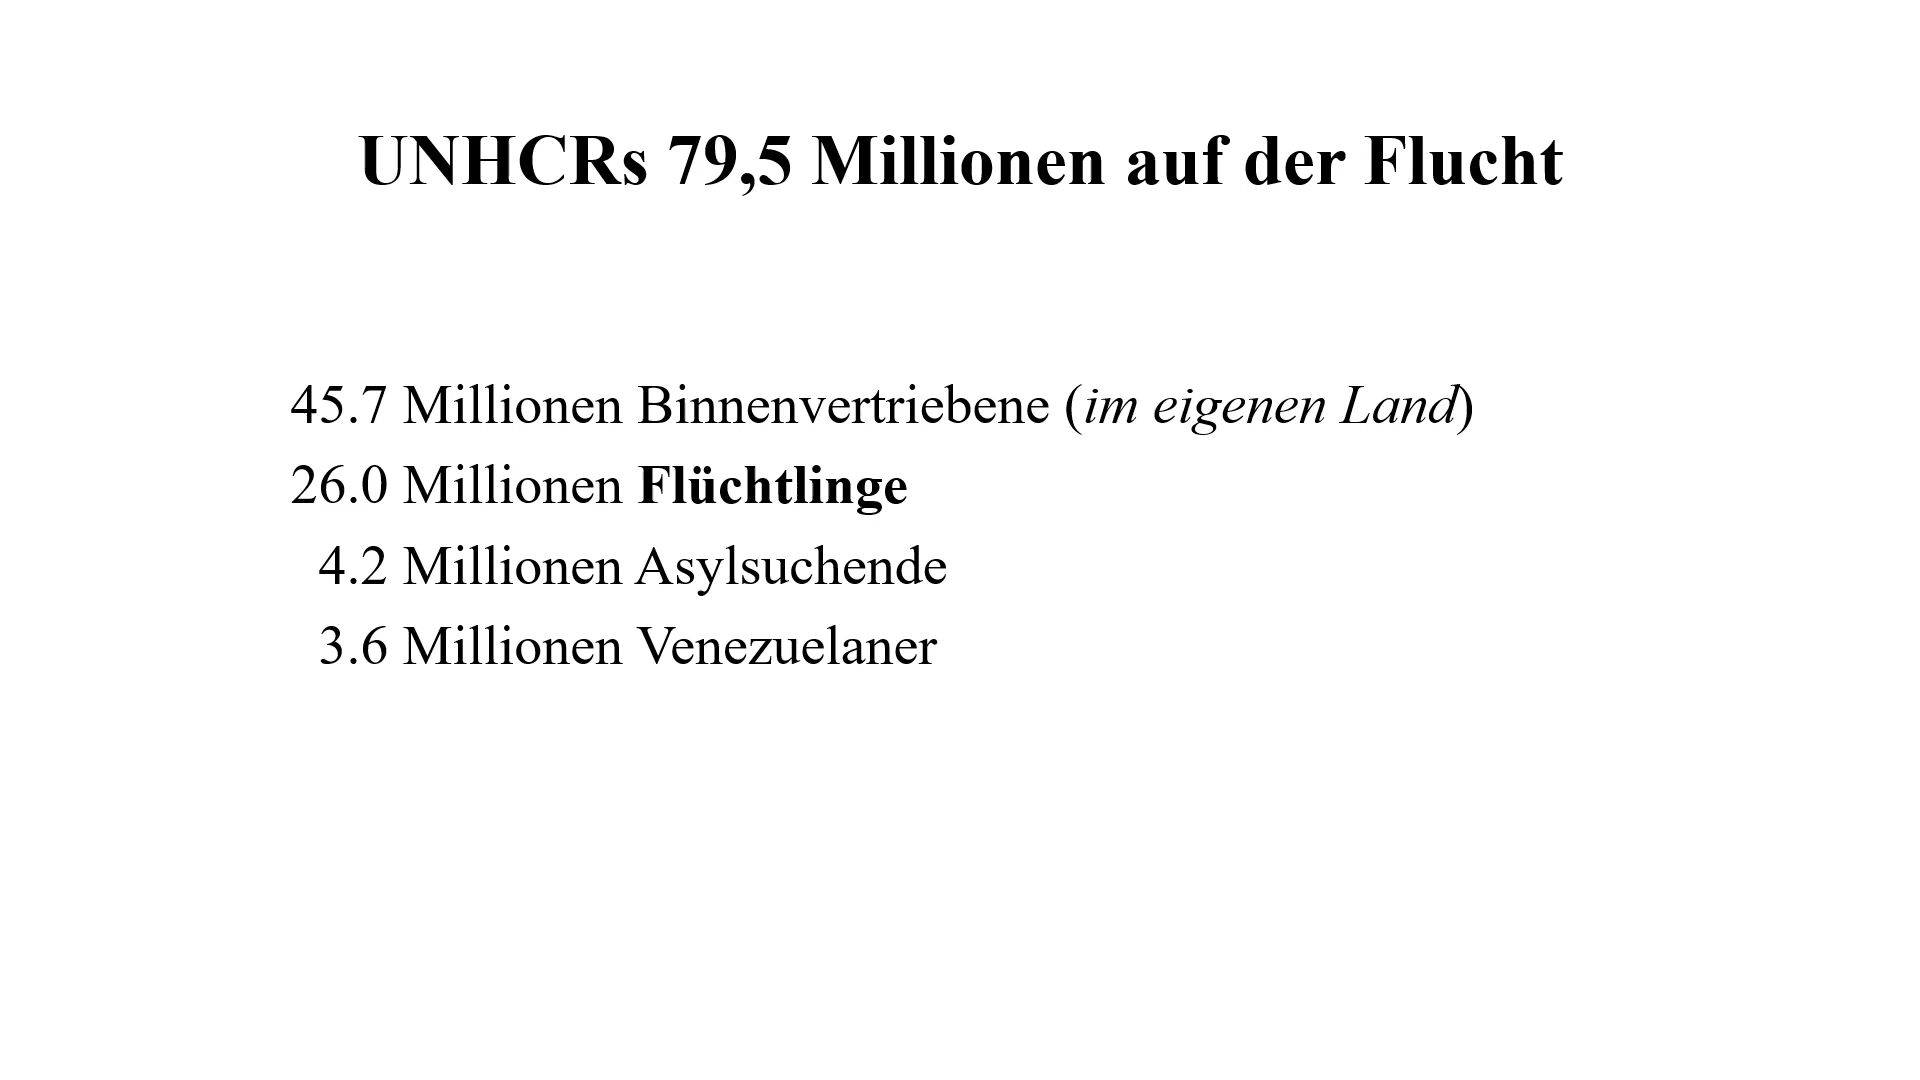 UNHCRs 79,5 Millionen auf der Flucht
45.7 Millionen Binnenvertriebene (im eigenen Land)
26.0 Millionen Flüchtlinge
4.2 Millionen Asylsuchende
3.6 Millionen Venezuelaner